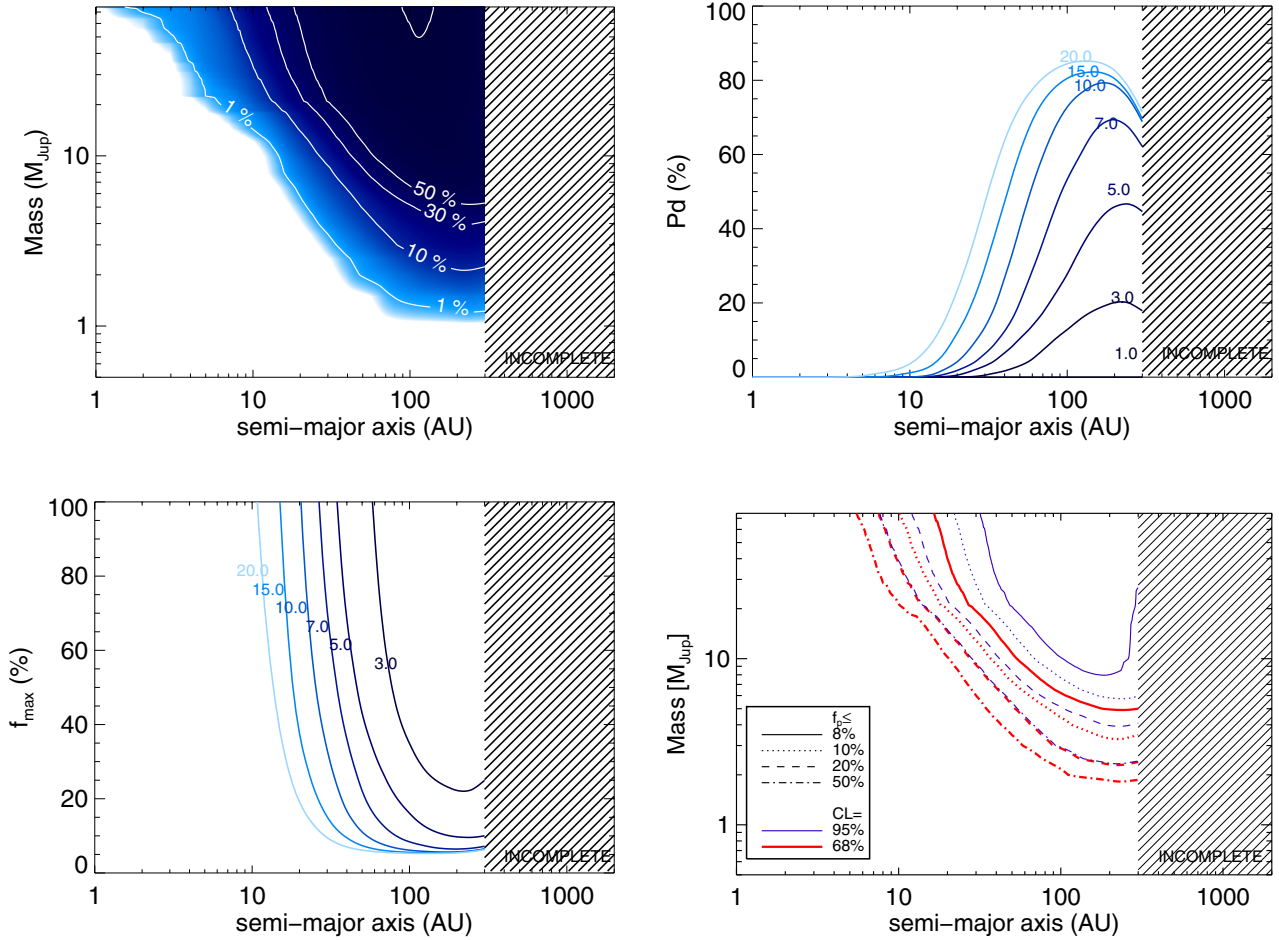 Mass (M_Jup)
10
1
1 %
50 %
30 %
10 %
1 %
INCOMPLETE
1 10 100 1000
semi-major axis (AU)
Pd (%)
100
80
60
40
20
0
20.0
15.0
10.0
7.0
5.0
3.0
1.0
INCOMPLETE
1 10 100 1000
semi-major axis (AU)
f_max (%)
100
80
60
40
20
0
20.0
15.0
10.0
7.0
5.0
3.0
INCOMPLETE
1 10 100 1000
semi-major axis (AU)
Mass [M_Jup]
10
1
f_p≤
8%
10%
20%
50%
CL=
95%
68%
INCOMPLETE
1 10 100 1000
semi-major axis (AU)